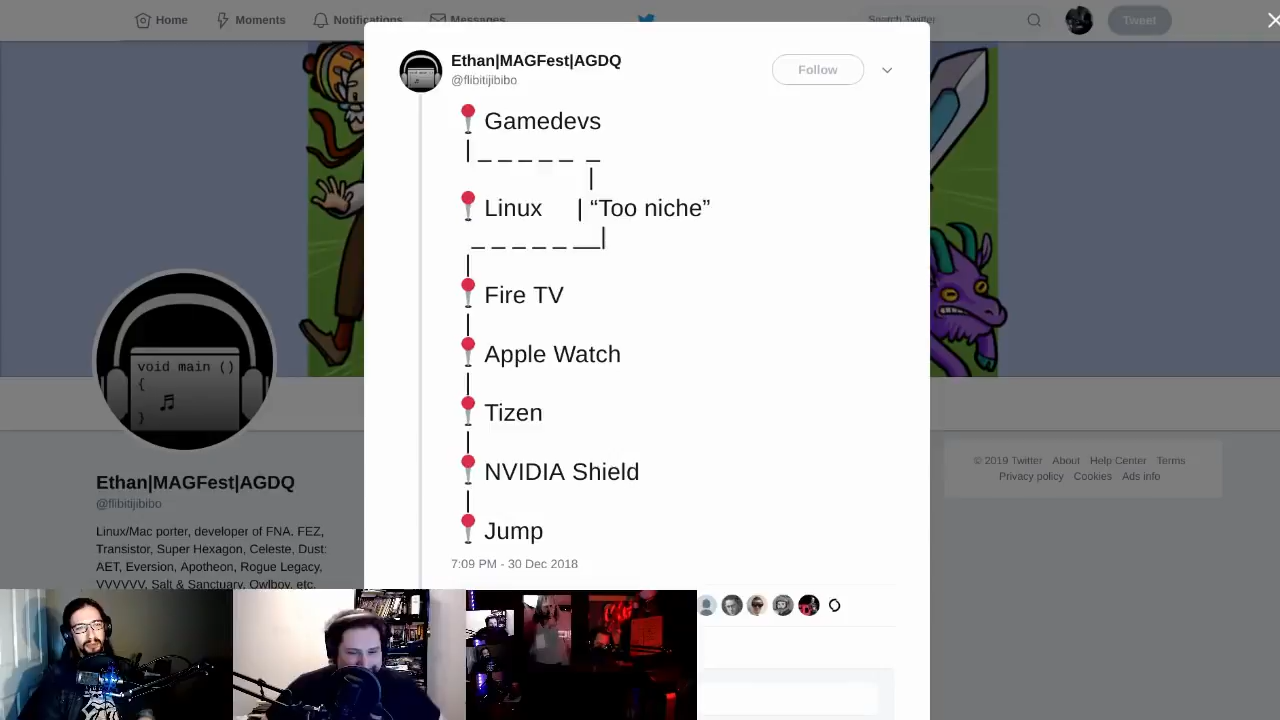 Home
Moments
Notifications
Messages
Search Twitter
Tweet
Ethan|MAGFest|AGDQ
@flibitijibibo
Follow
Gamedevs
Linux | “Too niche”
Fire TV
Apple Watch
Tizen
NVIDIA Shield
Jump
7:09 PM - 30 Dec 2018
void main ()
{
}
Ethan|MAGFest|AGDQ
@flibitijibibo
Linux/Mac porter, developer of FNA. FEZ,
Transistor, Super Hexagon, Celeste, Dust:
AET, Eversion, Apotheon, Rogue Legacy,
VVVVVV, Salt & Sanctuary, Owlboy, etc.
© 2019 Twitter About Help Center Terms
Privacy policy Cookies Ads info